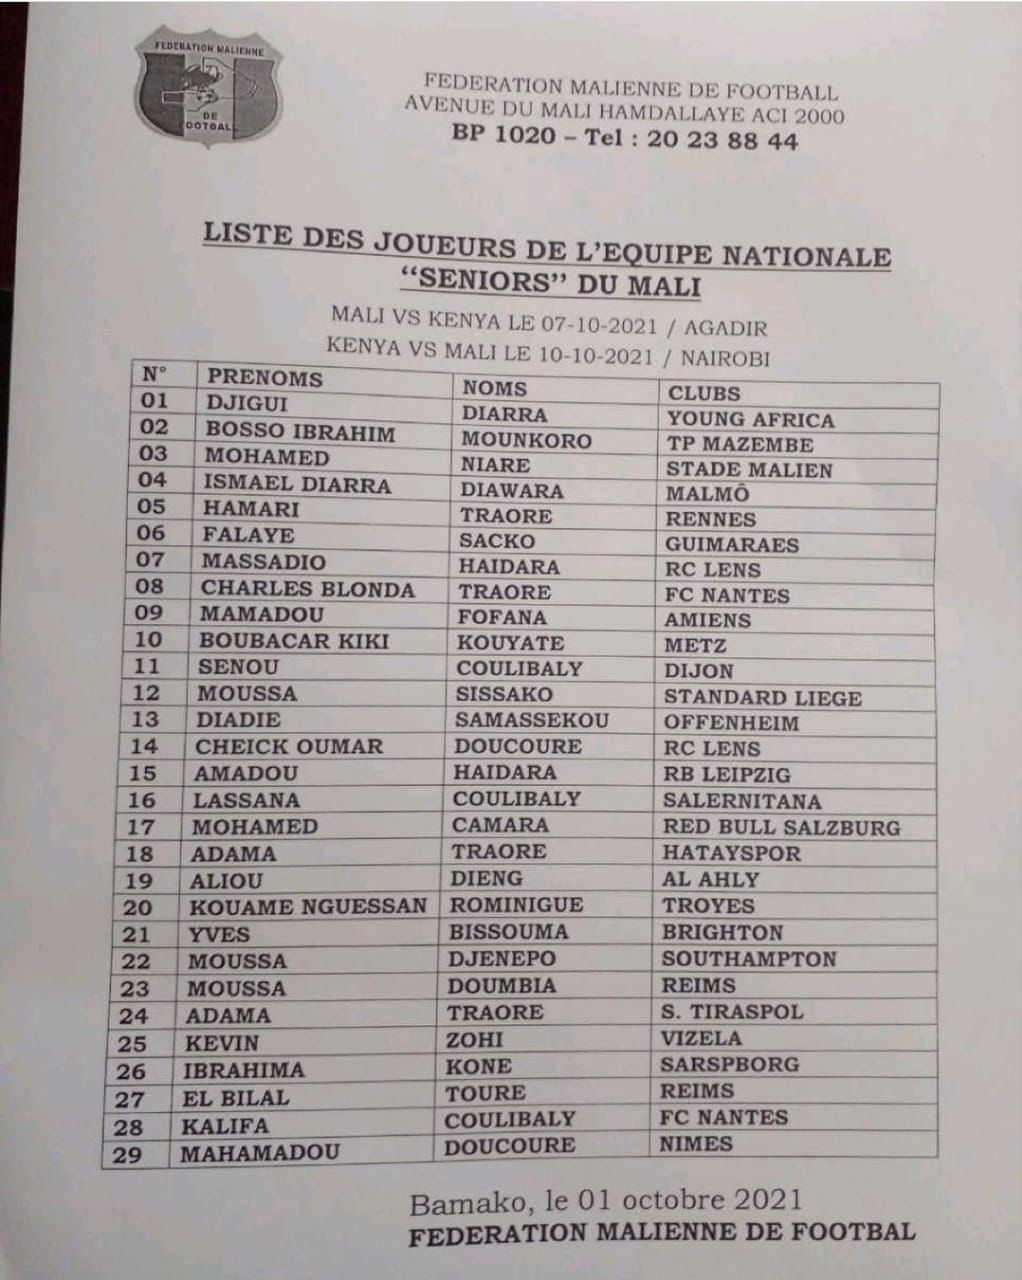 FEDERATION MALIENNE
DE
FOOTBALL
FEDERATION MALIENNE DE FOOTBALL
AVENUE DU MALI HAMDALLAYE ACI 2000
BP 1020 – Tel : 20 23 88 44
LISTE DES JOUEURS DE L'EQUIPE NATIONALE
“SENIORS” DU MALI
MALI VS KENYA LE 07-10-2021 / AGADIR
KENYA VS MALI LE 10-10-2021 / NAIROBI
N° PRENOMS NOMS CLUBS
01 DJIGUI DIARRA YOUNG AFRICA
02 BOSSO IBRAHIM MOUNKORO TP MAZEMBE
03 MOHAMED NIARE STADE MALIEN
04 ISMAEL DIARRA DIAWARA MALMÔ
05 HAMARI TRAORE RENNES
06 FALAYE SACKO GUIMARAES
07 MASSADIO HAIDARA RC LENS
08 CHARLES BLONDA TRAORE FC NANTES
09 MAMADOU FOFANA AMIENS
10 BOUBACAR KIKI KOUYATE METZ
11 SENOU COULIBALY DIJON
12 MOUSSA SISSAKO STANDARD LIEGE
13 DIADIE SAMASSEKOU OFFENHEIM
14 CHEICK OUMAR DOUCOURE RC LENS
15 AMADOU HAIDARA RB LEIPZIG
16 LASSANA COULIBALY SALERNITANA
17 MOHAMED CAMARA RED BULL SALZBURG
18 ADAMA TRAORE HATAYSPOR
19 ALIOU DIENG AL AHLY
20 KOUAME NGUESSAN ROMINIGUE TROYES
21 YVES BISSOUMA BRIGHTON
22 MOUSSA DJENEPO SOUTHAMPTON
23 MOUSSA DOUMBIA REIMS
24 ADAMA TRAORE S. TIRASPOL
25 KEVIN ZOHI VIZELA
26 IBRAHIMA KONE SARSPBORG
27 EL BILAL TOURE REIMS
28 KALIFA COULIBALY FC NANTES
29 MAHAMADOU DOUCOURE NIMES
Bamako, le 01 octobre 2021
FEDERATION MALIENNE DE FOOTBAL